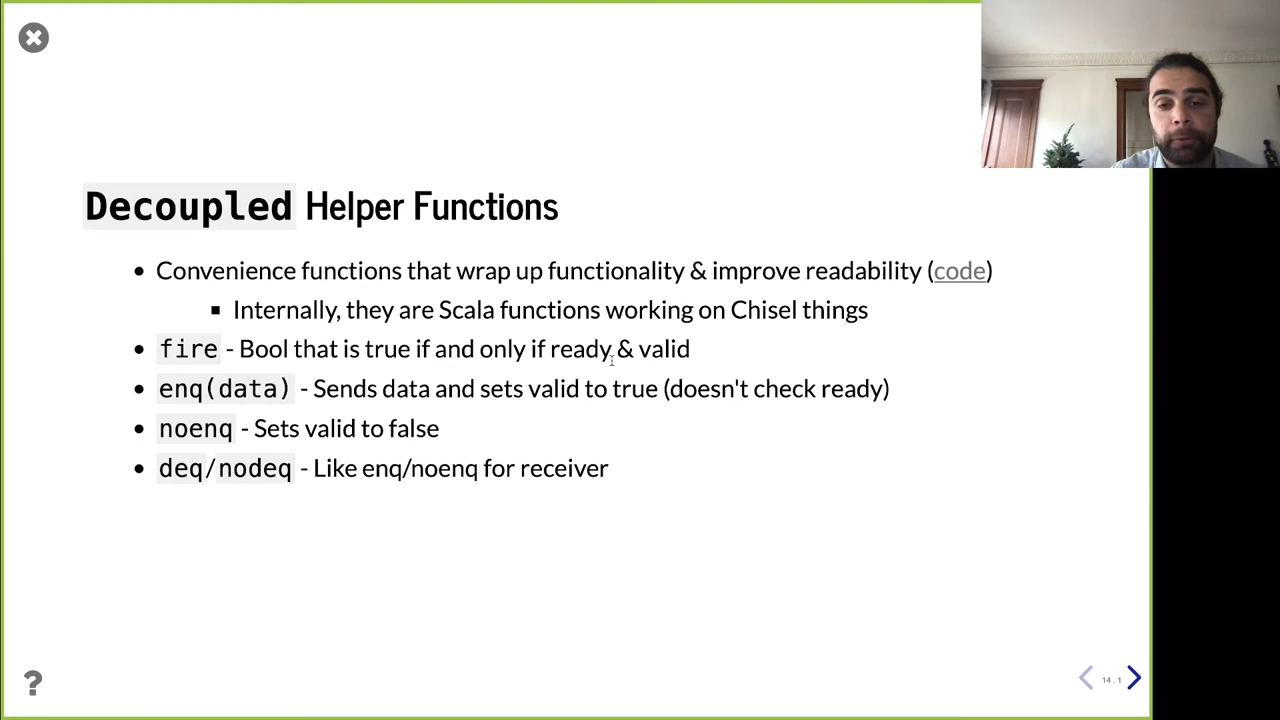 Decoupled Helper Functions
• Convenience functions that wrap up functionality & improve readability (code)
▪ Internally, they are Scala functions working on Chisel things
• fire - Bool that is true if and only if ready & valid
• enq(data) - Sends data and sets valid to true (doesn't check ready)
• noenq - Sets valid to false
• deq/nodeq - Like enq/noenq for receiver
?
14 . 1